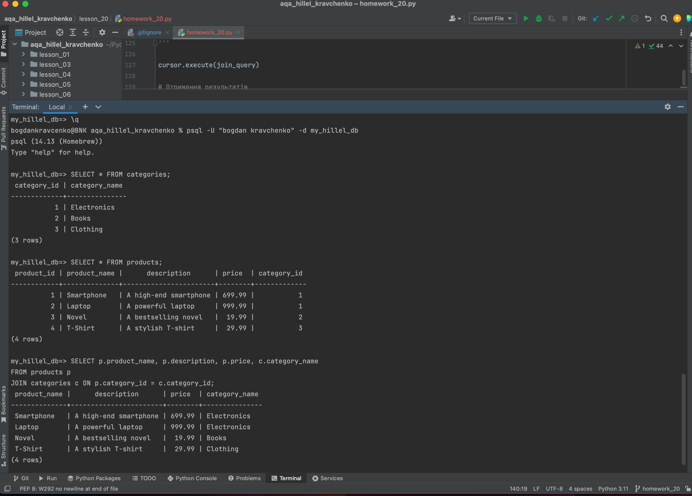 aqa_hillel_kravchenko – homework_20.py
aqa_hillel_kravchenko › lesson_20 › homework_20.py
Current File
Git:
Project
.gitignore
homework_20.py
aqa_hillel_kravchenko ~/Pyc
lesson_01
lesson_03
lesson_04
lesson_05
lesson_06
125 '''
126
127 cursor.execute(join_query)
128
129 # Отримання результатів
1 44
Project
Commit
Pull Requests
Bookmarks
Structure
Terminal: Local
my_hillel_db=> \q
bogdankravcenko@BNK aqa_hillel_kravchenko % psql -U "bogdan kravchenko" -d my_hillel_db
psql (14.13 (Homebrew))
Type "help" for help.
my_hillel_db=> SELECT * FROM categories;
category_id | category_name
-------------+---------------
1 | Electronics
2 | Books
3 | Clothing
(3 rows)
my_hillel_db=> SELECT * FROM products;
product_id | product_name | description | price | category_id
------------+--------------+-----------------------+--------+-------------
1 | Smartphone | A high-end smartphone | 699.99 | 1
2 | Laptop | A powerful laptop | 999.99 | 1
3 | Novel | A bestselling novel | 19.99 | 2
4 | T-Shirt | A stylish T-shirt | 29.99 | 3
(4 rows)
my_hillel_db=> SELECT p.product_name, p.description, p.price, c.category_name
FROM products p
JOIN categories c ON p.category_id = c.category_id;
product_name | description | price | category_name
--------------+-----------------------+--------+---------------
Smartphone | A high-end smartphone | 699.99 | Electronics
Laptop | A powerful laptop | 999.99 | Electronics
Novel | A bestselling novel | 19.99 | Books
T-Shirt | A stylish T-shirt | 29.99 | Clothing
(4 rows)
Git Run Python Packages TODO Python Console Problems Terminal Services
PEP 8: W292 no newline at end of file
140:19 LF UTF-8 4 spaces Python 3.11 homework_20